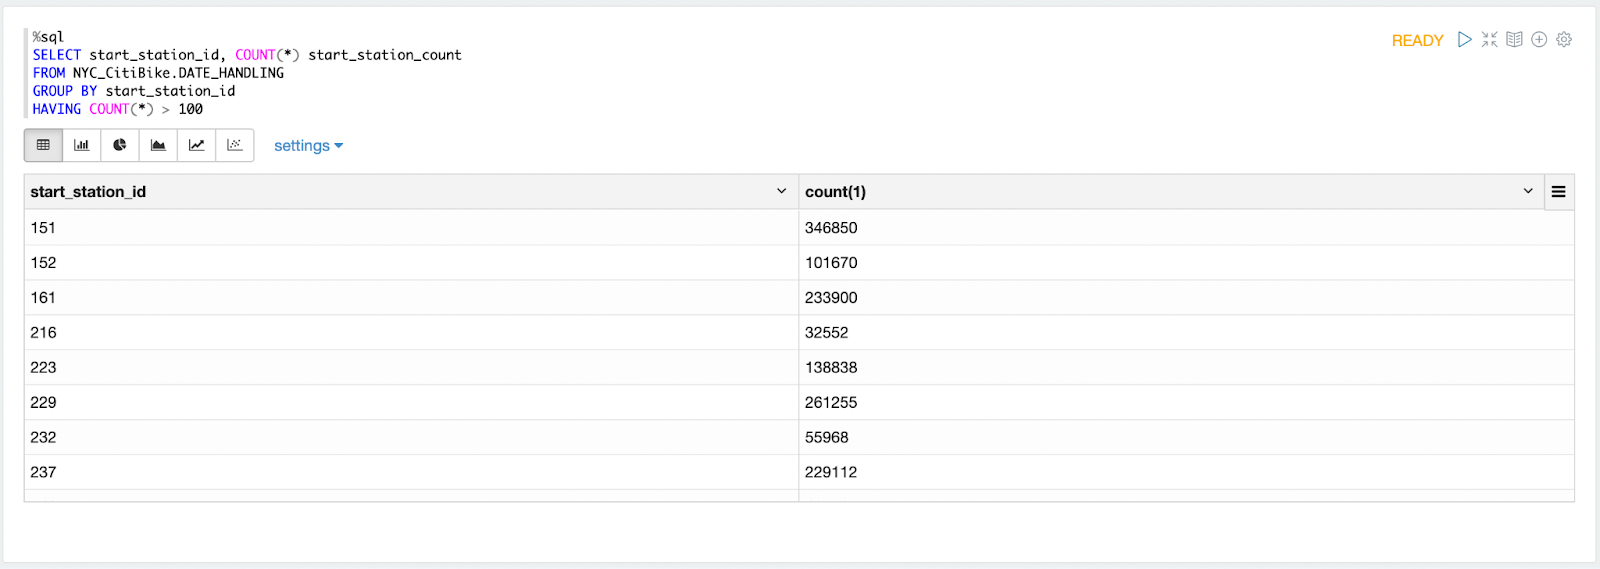 %sql
SELECT start_station_id, COUNT(*) start_station_count
FROM NYC_CitiBike.DATE_HANDLING
GROUP BY start_station_id
HAVING COUNT(*) > 100
READY
settings
start_station_id count(1)
151 346850
152 101670
161 233900
216 32552
223 138838
229 261255
232 55968
237 229112